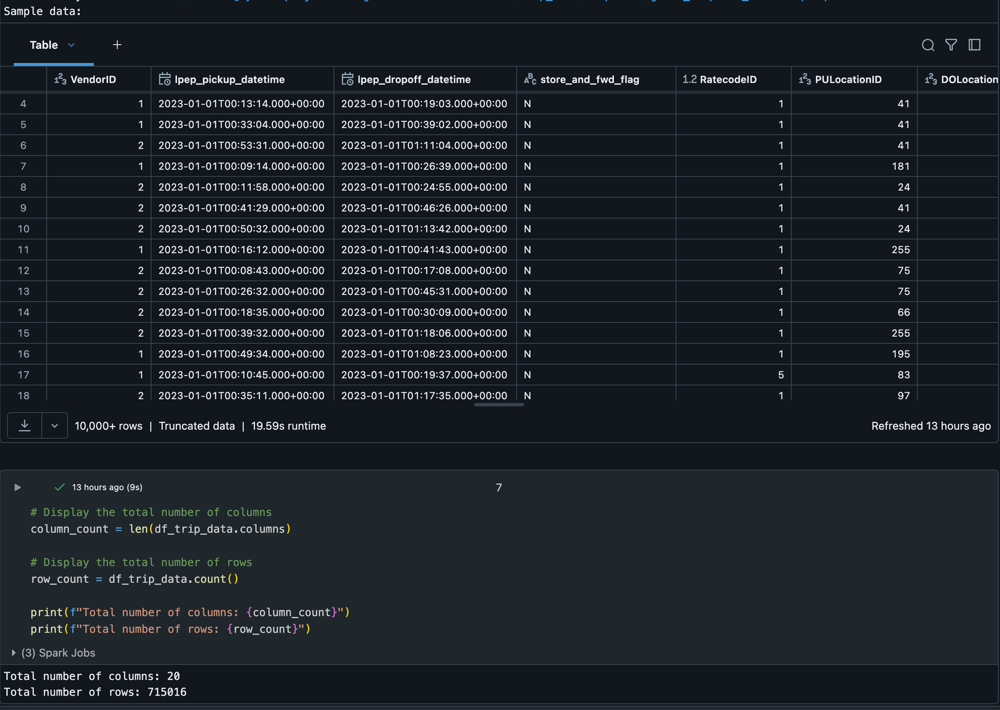 Sample data:
Table
VendorID lpep_pickup_datetime lpep_dropoff_datetime store_and_fwd_flag 1.2 RatecodeID PULocationID DOLocation
4 1 2023-01-01T00:13:14.000+00:00 2023-01-01T00:19:03.000+00:00 N 1 41
5 1 2023-01-01T00:33:04.000+00:00 2023-01-01T00:39:02.000+00:00 N 1 41
6 2 2023-01-01T00:53:31.000+00:00 2023-01-01T01:11:04.000+00:00 N 1 41
7 1 2023-01-01T00:09:14.000+00:00 2023-01-01T00:26:39.000+00:00 N 1 181
8 2 2023-01-01T00:11:58.000+00:00 2023-01-01T00:24:55.000+00:00 N 1 24
9 2 2023-01-01T00:41:29.000+00:00 2023-01-01T00:46:26.000+00:00 N 1 41
10 2 2023-01-01T00:50:32.000+00:00 2023-01-01T01:13:42.000+00:00 N 1 24
11 1 2023-01-01T00:16:12.000+00:00 2023-01-01T00:41:43.000+00:00 N 1 255
12 2 2023-01-01T00:08:43.000+00:00 2023-01-01T00:17:08.000+00:00 N 1 75
13 2 2023-01-01T00:26:32.000+00:00 2023-01-01T00:45:31.000+00:00 N 1 75
14 2 2023-01-01T00:18:35.000+00:00 2023-01-01T00:30:09.000+00:00 N 1 66
15 2 2023-01-01T00:39:32.000+00:00 2023-01-01T01:18:06.000+00:00 N 1 255
16 1 2023-01-01T00:49:34.000+00:00 2023-01-01T01:08:23.000+00:00 N 1 195
17 1 2023-01-01T00:10:45.000+00:00 2023-01-01T00:19:37.000+00:00 N 5 83
18 2 2023-01-01T00:35:11.000+00:00 2023-01-01T01:17:35.000+00:00 N 1 97
10,000+ rows | Truncated data | 19.59s runtime Refreshed 13 hours ago
13 hours ago (9s) 7
# Display the total number of columns
column_count = len(df_trip_data.columns)
# Display the total number of rows
row_count = df_trip_data.count()
print(f"Total number of columns: {column_count}")
print(f"Total number of rows: {row_count}")
(3) Spark Jobs
Total number of columns: 20
Total number of rows: 715016